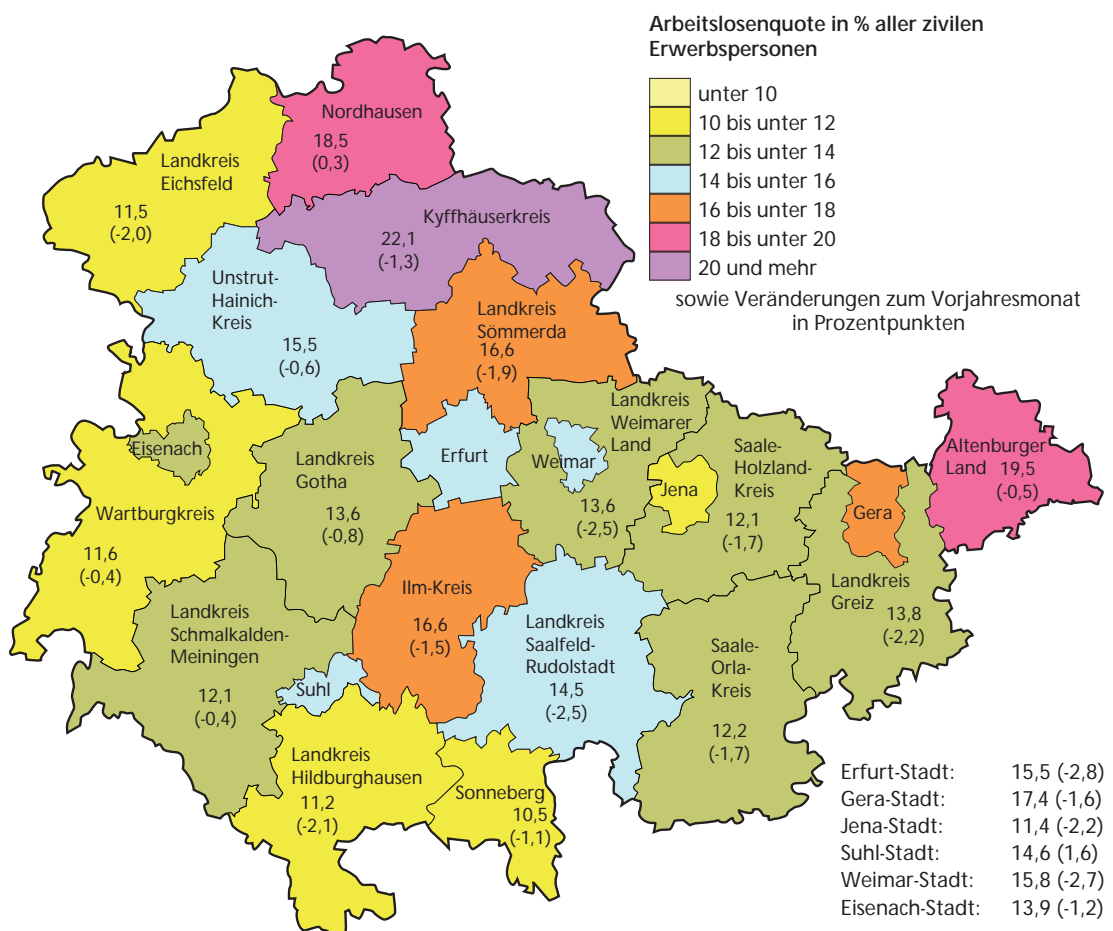 Arbeitslosenquote in % aller zivilen
Erwerbspersonen
unter 10
10 bis unter 12
12 bis unter 14
14 bis unter 16
16 bis unter 18
18 bis unter 20
20 und mehr
sowie Veränderungen zum Vorjahresmonat
in Prozentpunkten
Nordhausen
18,5
(0,3)
Landkreis
Eichsfeld
11,5
(-2,0)
Kyffhäuserkreis
22,1
(-1,3)
Unstrut-
Hainich-
Kreis
15,5
(-0,6)
Landkreis
Sömmerda
16,6
(-1,9)
Eisenach
Landkreis
Gotha
13,6
(-0,8)
Erfurt
Weimar
Landkreis
Weimarer
Land
13,6
(-2,5)
Jena
Saale-
Holzland-
Kreis
12,1
(-1,7)
Gera
Altenburger
Land
19,5
(-0,5)
Wartburgkreis
11,6
(-0,4)
Landkreis
Greiz
13,8
(-2,2)
Ilm-Kreis
16,6
(-1,5)
Landkreis
Schmalkalden-
Meiningen
12,1
(-0,4)
Suhl
Landkreis
Saalfeld-
Rudolstadt
14,5
(-2,5)
Saale-
Orla-
Kreis
12,2
(-1,7)
Landkreis
Hildburghausen
11,2
(-2,1)
Sonneberg
10,5
(-1,1)
Erfurt-Stadt: 15,5 (-2,8)
Gera-Stadt: 17,4 (-1,6)
Jena-Stadt: 11,4 (-2,2)
Suhl-Stadt: 14,6 (1,6)
Weimar-Stadt: 15,8 (-2,7)
Eisenach-Stadt: 13,9 (-1,2)